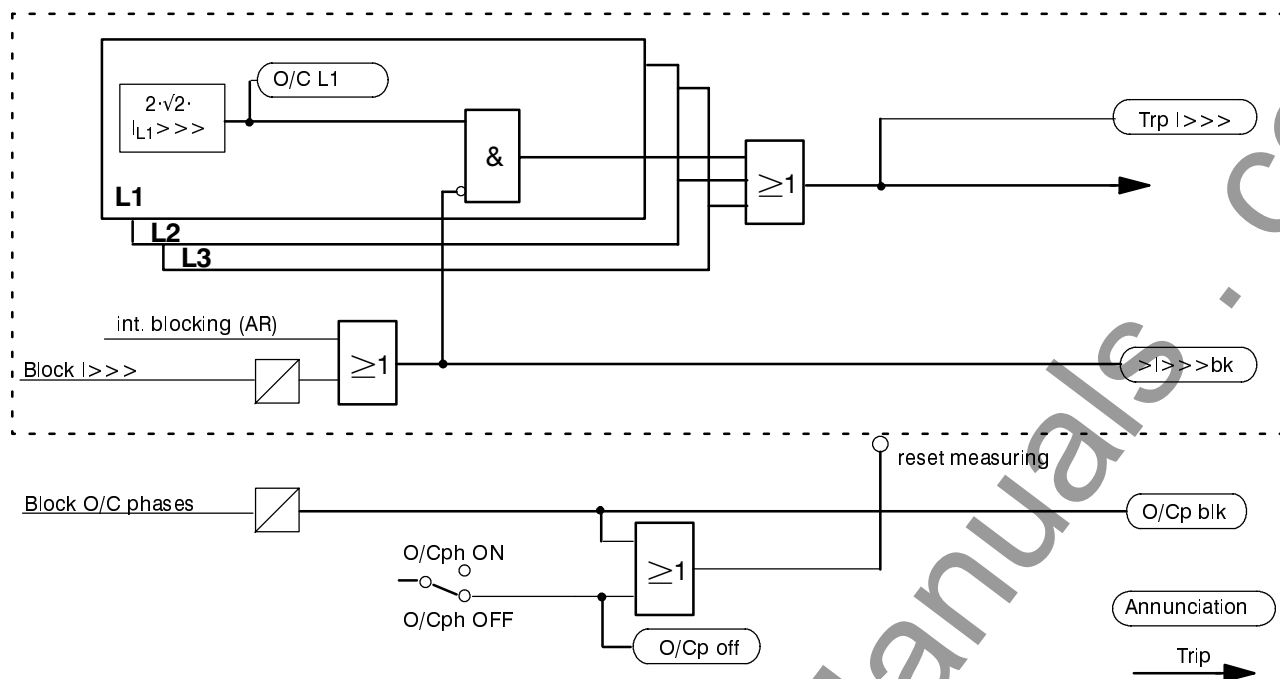 O/C L1
2·√2·
IL1>>>
&
≥1
Trp I>>>
L1
L2
L3
int. blocking (AR)
Block I>>>
≥1
>I>>>bk
reset measuring
Block O/C phases
O/Cp blk
O/Cph ON
≥1
O/Cph OFF
O/Cp off
Annunciation
Trip
anuals . c